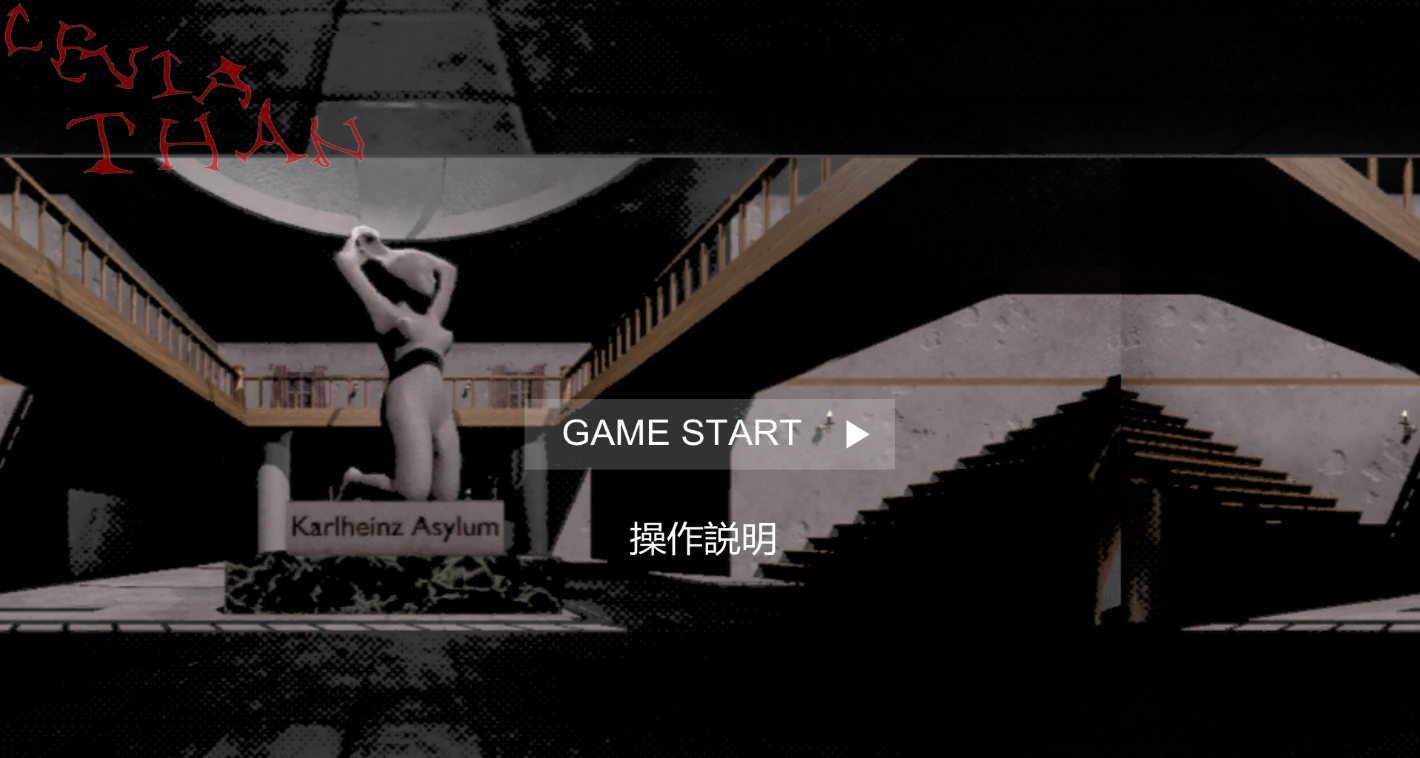 LEVIA
THAN
GAME START
Karlheinz Asylum
操作説明